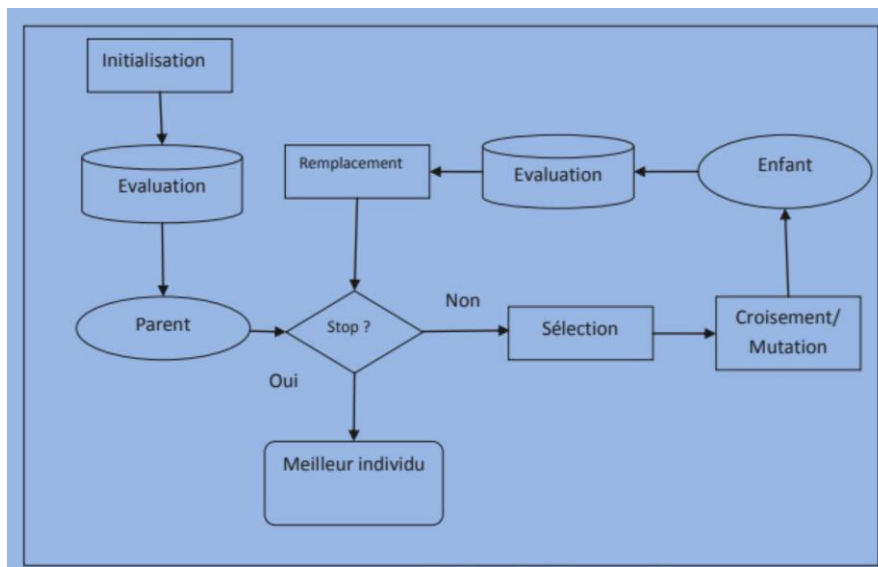 Initialisation
Remplacement
Evaluation
Enfant
Evaluation
Parent
Stop ?
Non
Sélection
Croisement/
Mutation
Oui
Meilleur individu